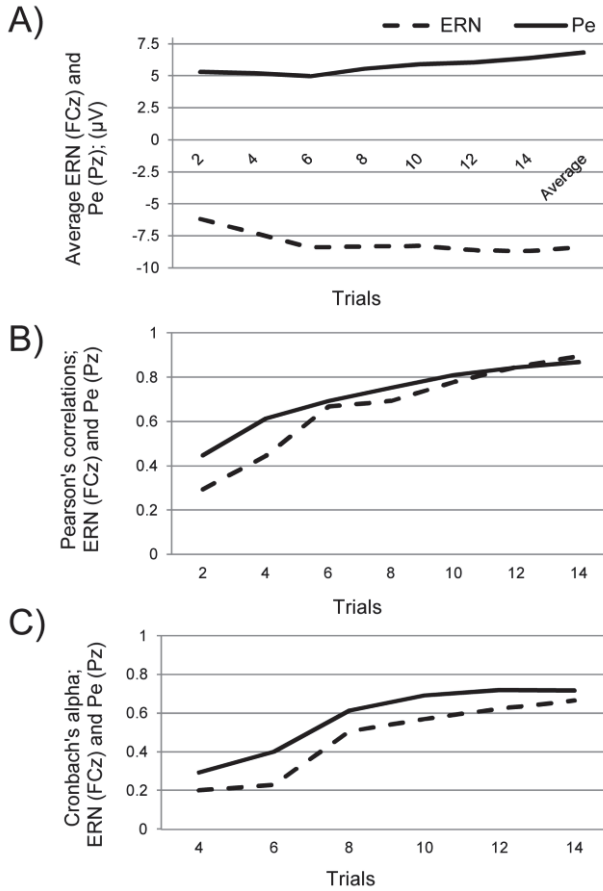 A)
ERN Pe
Average ERN (FCz) and
Pe (Pz); (µV)
7.5
5
2.5
0
-2.5
-5
-7.5
-10
2 4 6 8 10 12 14 Average
Trials
B)
Pearson's correlations;
ERN (FCz) and Pe (Pz)
1
0.8
0.6
0.4
0.2
0
2 4 6 8 10 12 14
Trials
C)
Cronbach's alpha;
ERN (FCz) and Pe (Pz)
1
0.8
0.6
0.4
0.2
0
4 6 8 10 12 14
Trials